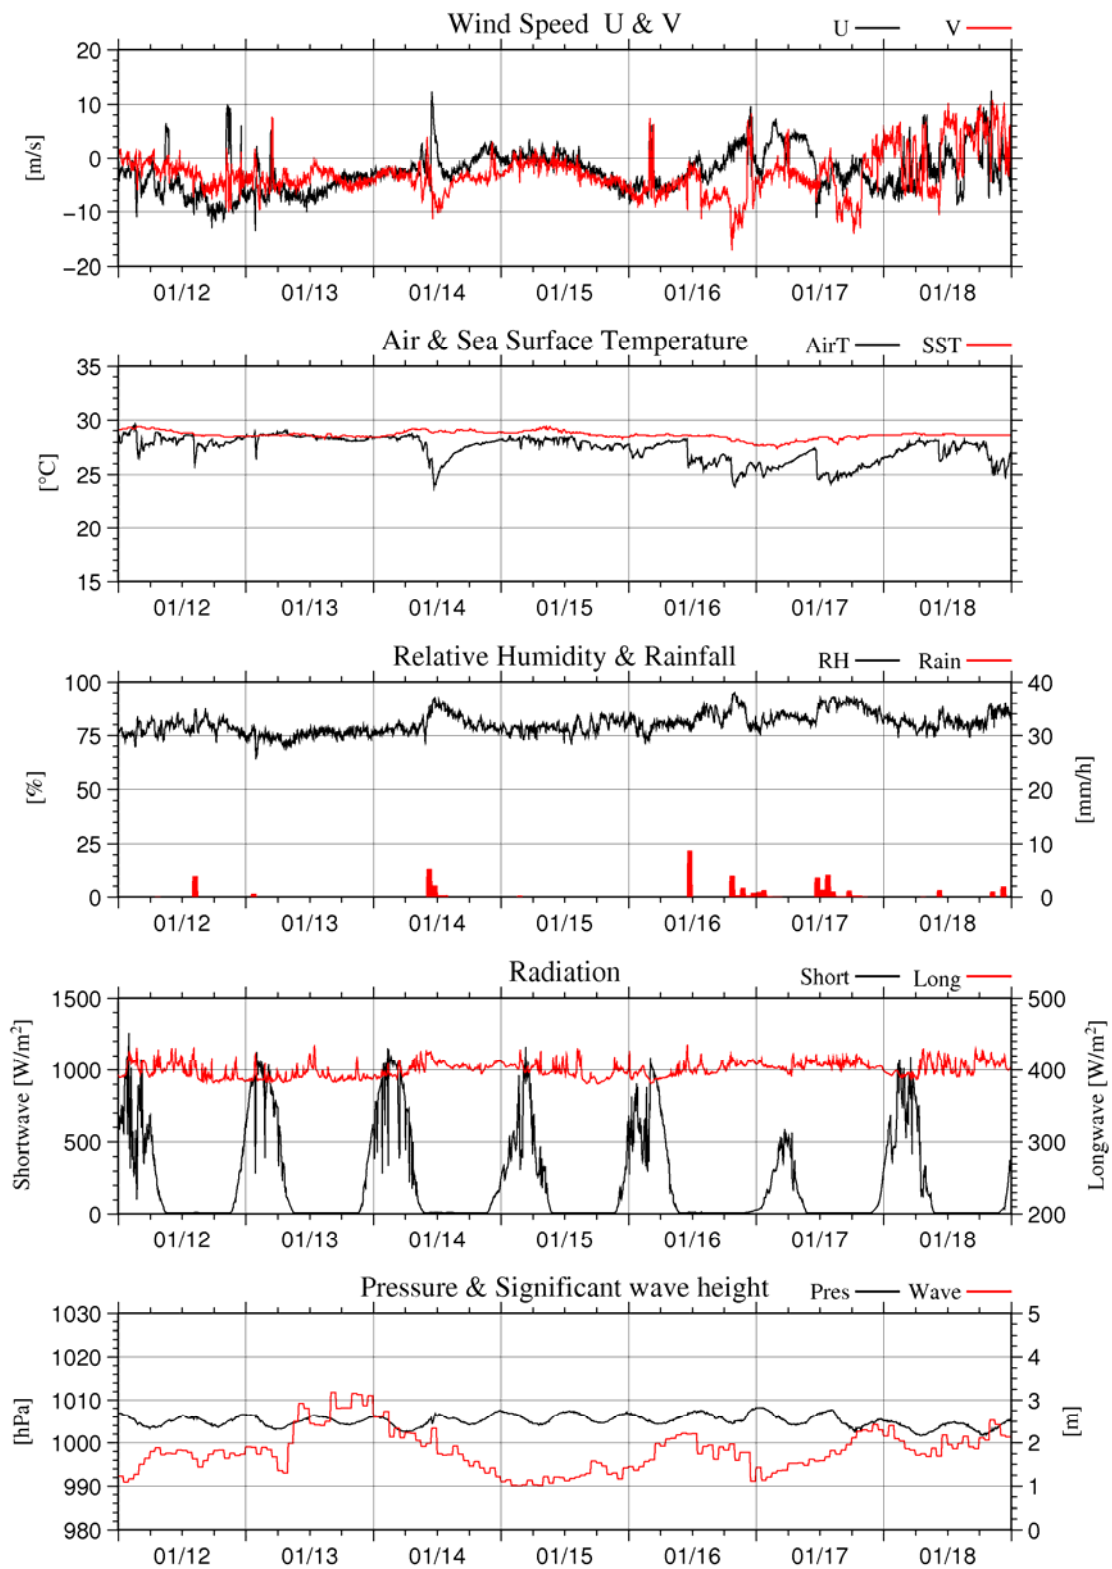 Wind Speed U & V
U V
20
10
0
−10
−20
[m/s]
01/12 01/13 01/14 01/15 01/16 01/17 01/18
Air & Sea Surface Temperature
AirT SST
35
30
25
20
15
[°C]
01/12 01/13 01/14 01/15 01/16 01/17 01/18
Relative Humidity & Rainfall
RH Rain
100 40
75 30
50 20
25 10
0 0
[%]
[mm/h]
01/12 01/13 01/14 01/15 01/16 01/17 01/18
Radiation
Short Long
1500 500
1000 400
500 300
0 200
Shortwave [W/m²]
Longwave [W/m²]
01/12 01/13 01/14 01/15 01/16 01/17 01/18
Pressure & Significant wave height
Pres Wave
1030 5
1020 4
1010 3
1000 2
990 1
980 0
[hPa]
[m]
01/12 01/13 01/14 01/15 01/16 01/17 01/18